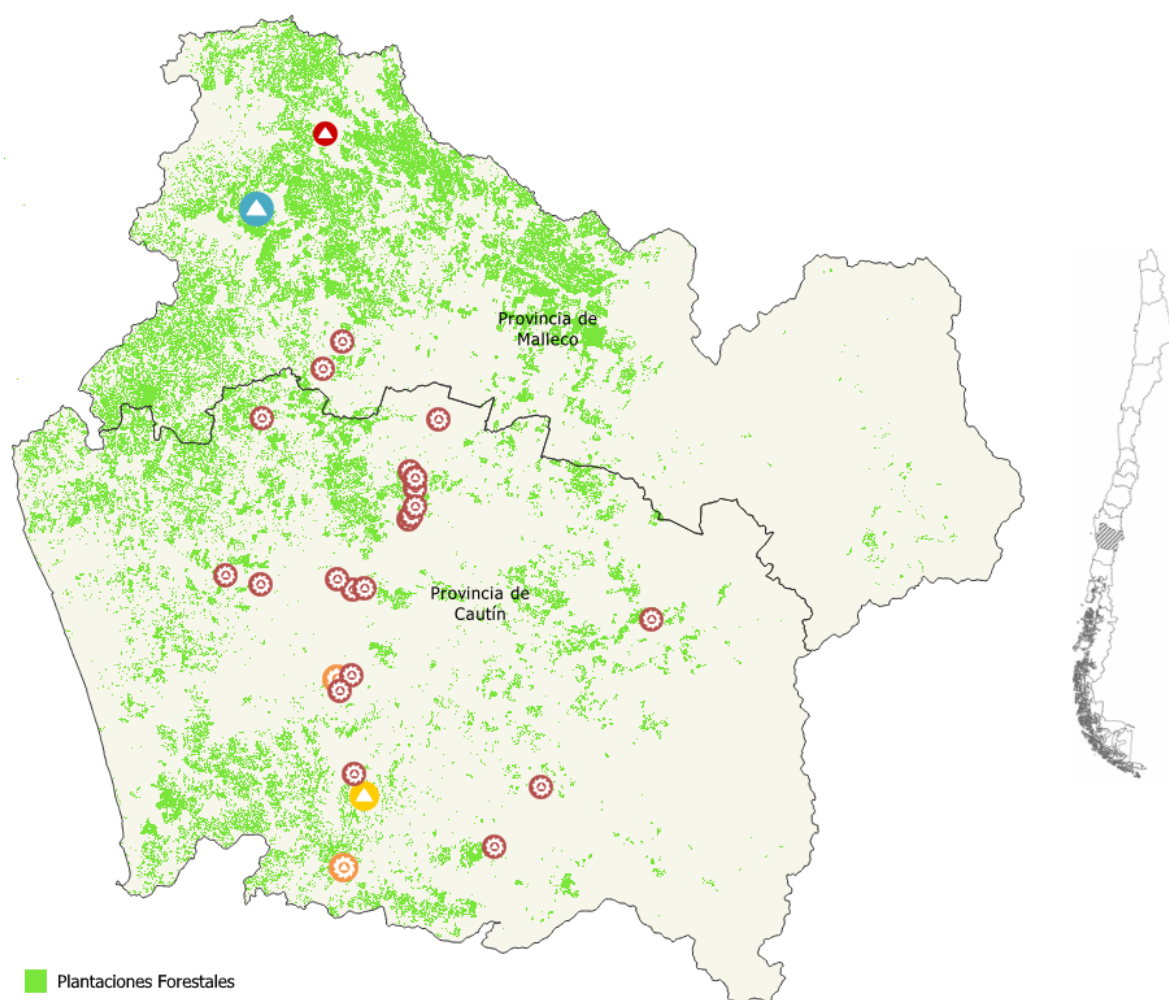 Provincia de
Malleco
Provincia de
Cautín
Plantaciones Forestales